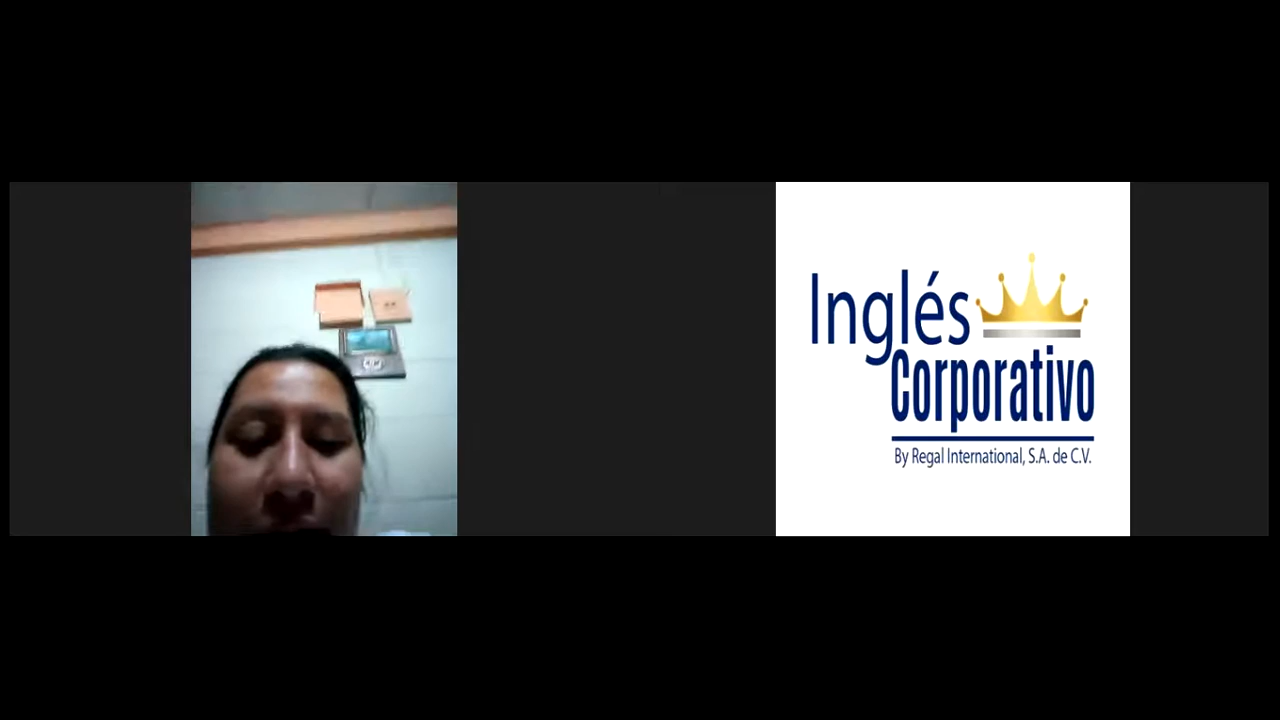 Inglés
Corporativo
By Regal International, S.A. de C.V.